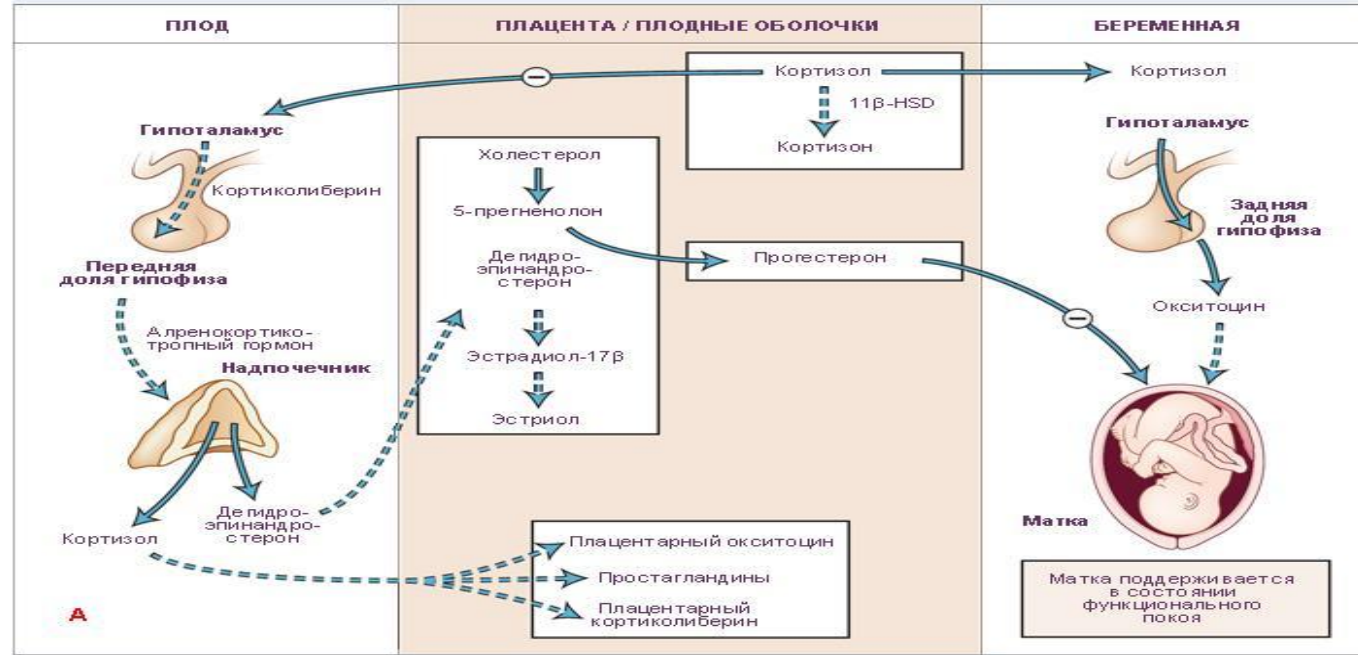 ПЛОД
ПЛАЦЕНТА / ПЛОДНЫЕ ОБОЛОЧКИ
БЕРЕМЕННАЯ
Гипоталамус
Кортиколиберин
Передняя
доля гипофиза
Алренокортико-
тропный гормон
Надпочечник
Кортизол
Дегидро-
эпинандро-
стерон
А
Кортизол
11β-HSD
Кортизон
Холестерол
5-прегненолон
Дегидро-
эпинандро-
стерон
Эстрадиол-17β
Эстриол
Прогестерон
Плацентарный окситоцин
Простагландины
Плацентарный
кортиколиберин
Кортизол
Гипоталамус
Задняя
доля
гипофиза
Окситоцин
Матка
Матка поддерживается
в состоянии
функционального
покоя